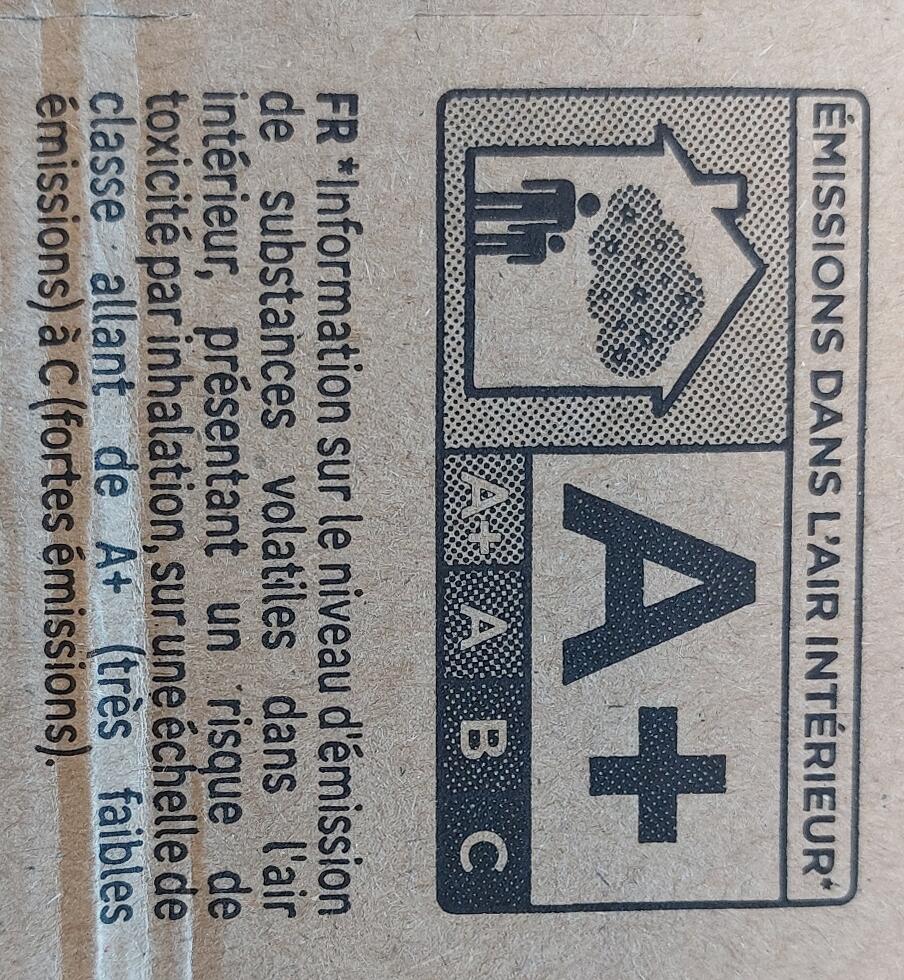 ÉMISSIONS DANS L'AIR INTÉRIEUR*
A+
A+ A B C
FR *Information sur le niveau d'émission
de substances volatiles dans l'air
intérieur, présentant un risque de
toxicité par inhalation, sur une échelle de
classe allant de A+ (très faibles
émissions) à C (fortes émissions).